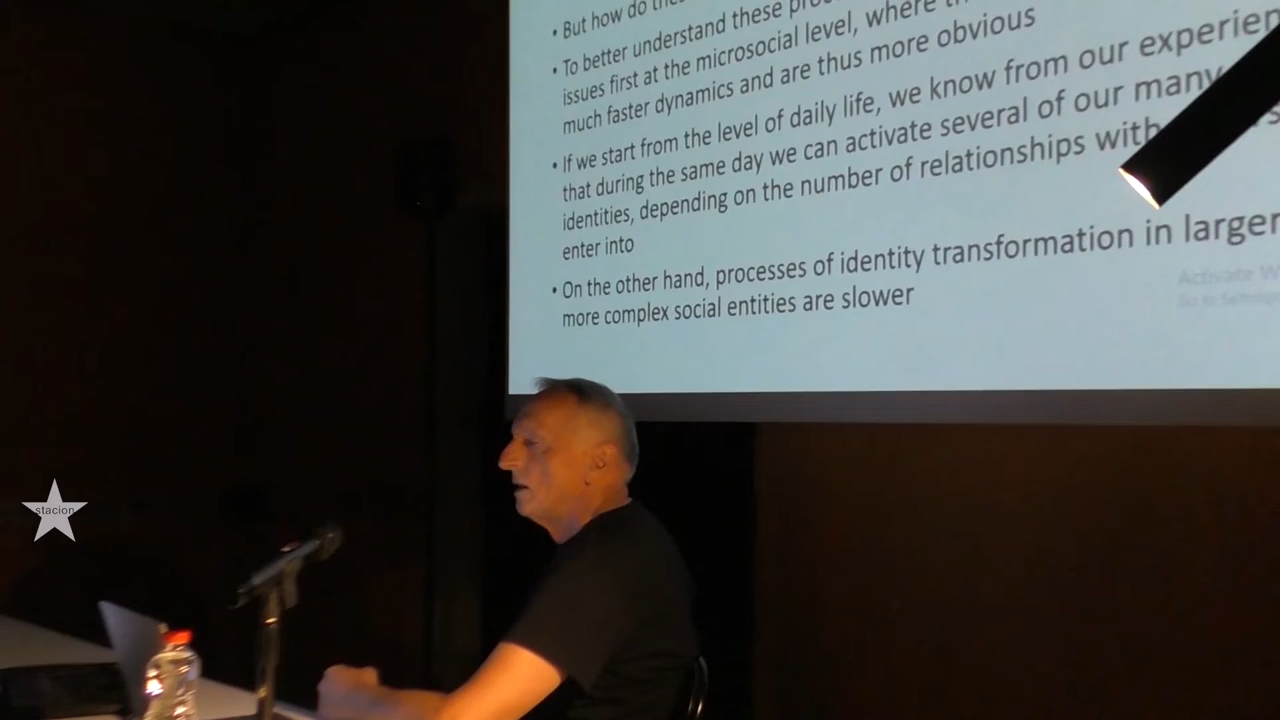 • But how do
• To better understand these
issues first at the microsocial level, where
much faster dynamics and are thus more obvious
• If we start from the level of daily life, we know from our
that during the same day we can activate several of our many
identities, depending on the number of relationships with
enter into
• On the other hand, processes of identity transformation in larger
more complex social entities are slower
Activate
Go to
stacion